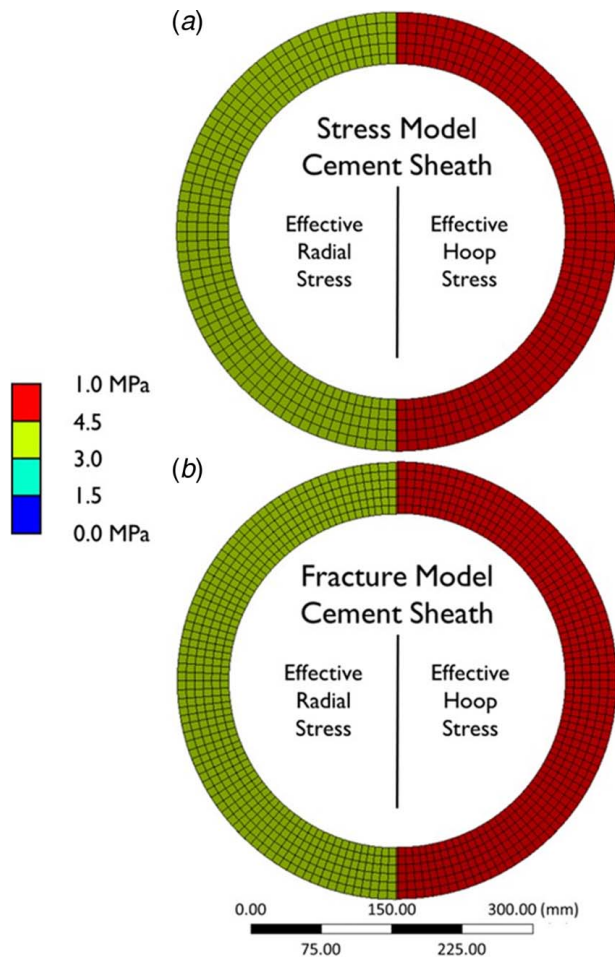 (a)
Stress Model
Cement Sheath
Effective
Radial
Stress
Effective
Hoop
Stress
1.0 MPa
4.5
3.0
1.5
0.0 MPa
(b)
Fracture Model
Cement Sheath
Effective
Radial
Stress
Effective
Hoop
Stress
0.00 150.00 300.00 (mm)
75.00 225.00